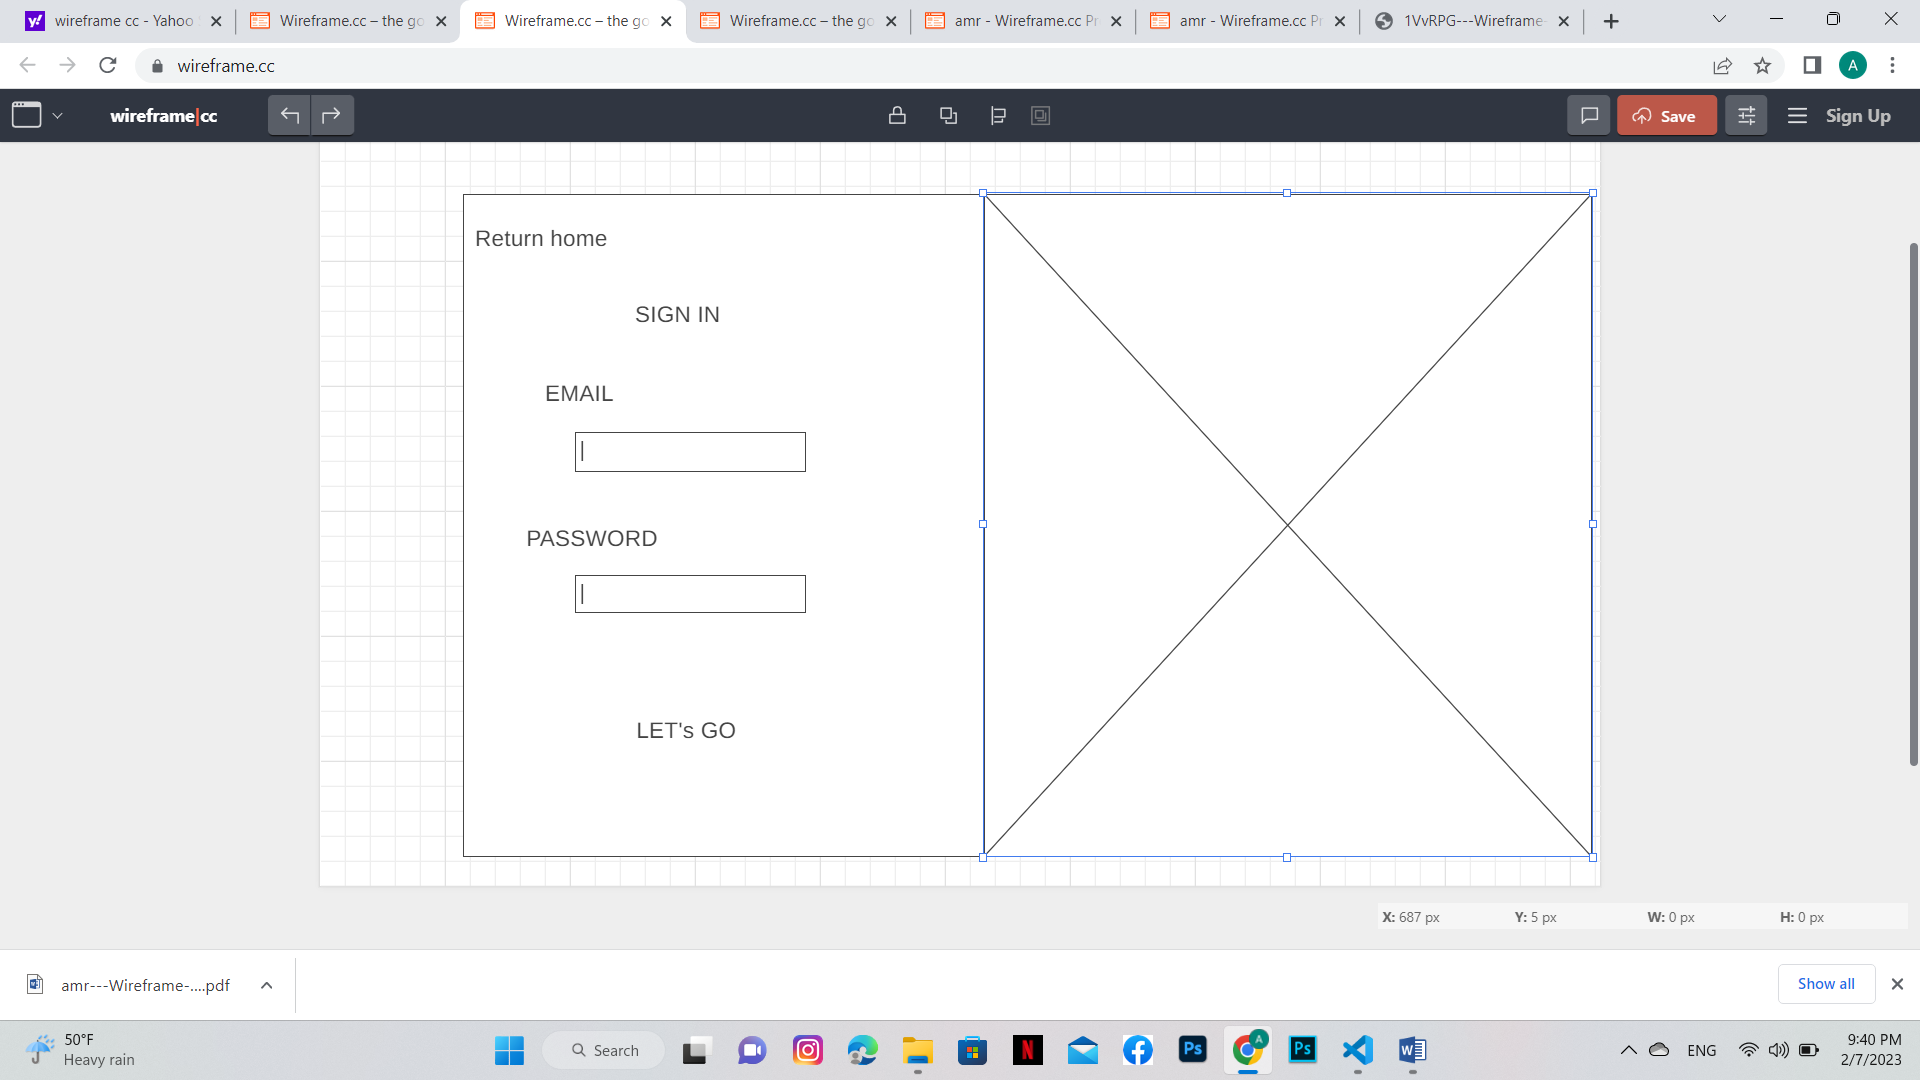 wireframe cc - Yahoo
Wireframe.cc – the go
Wireframe.cc – the go
Wireframe.cc – the go
amr - Wireframe.cc Pr
amr - Wireframe.cc Pr
1VvRPG---Wireframe-
wireframe.cc
A
wireframe|cc
Save
Sign Up
Return home
SIGN IN
EMAIL
PASSWORD
LET's GO
X: 687 px
Y: 5 px
W: 0 px
H: 0 px
amr---Wireframe-....pdf
Show all
50°F
Heavy rain
Search
ENG
9:40 PM
2/7/2023